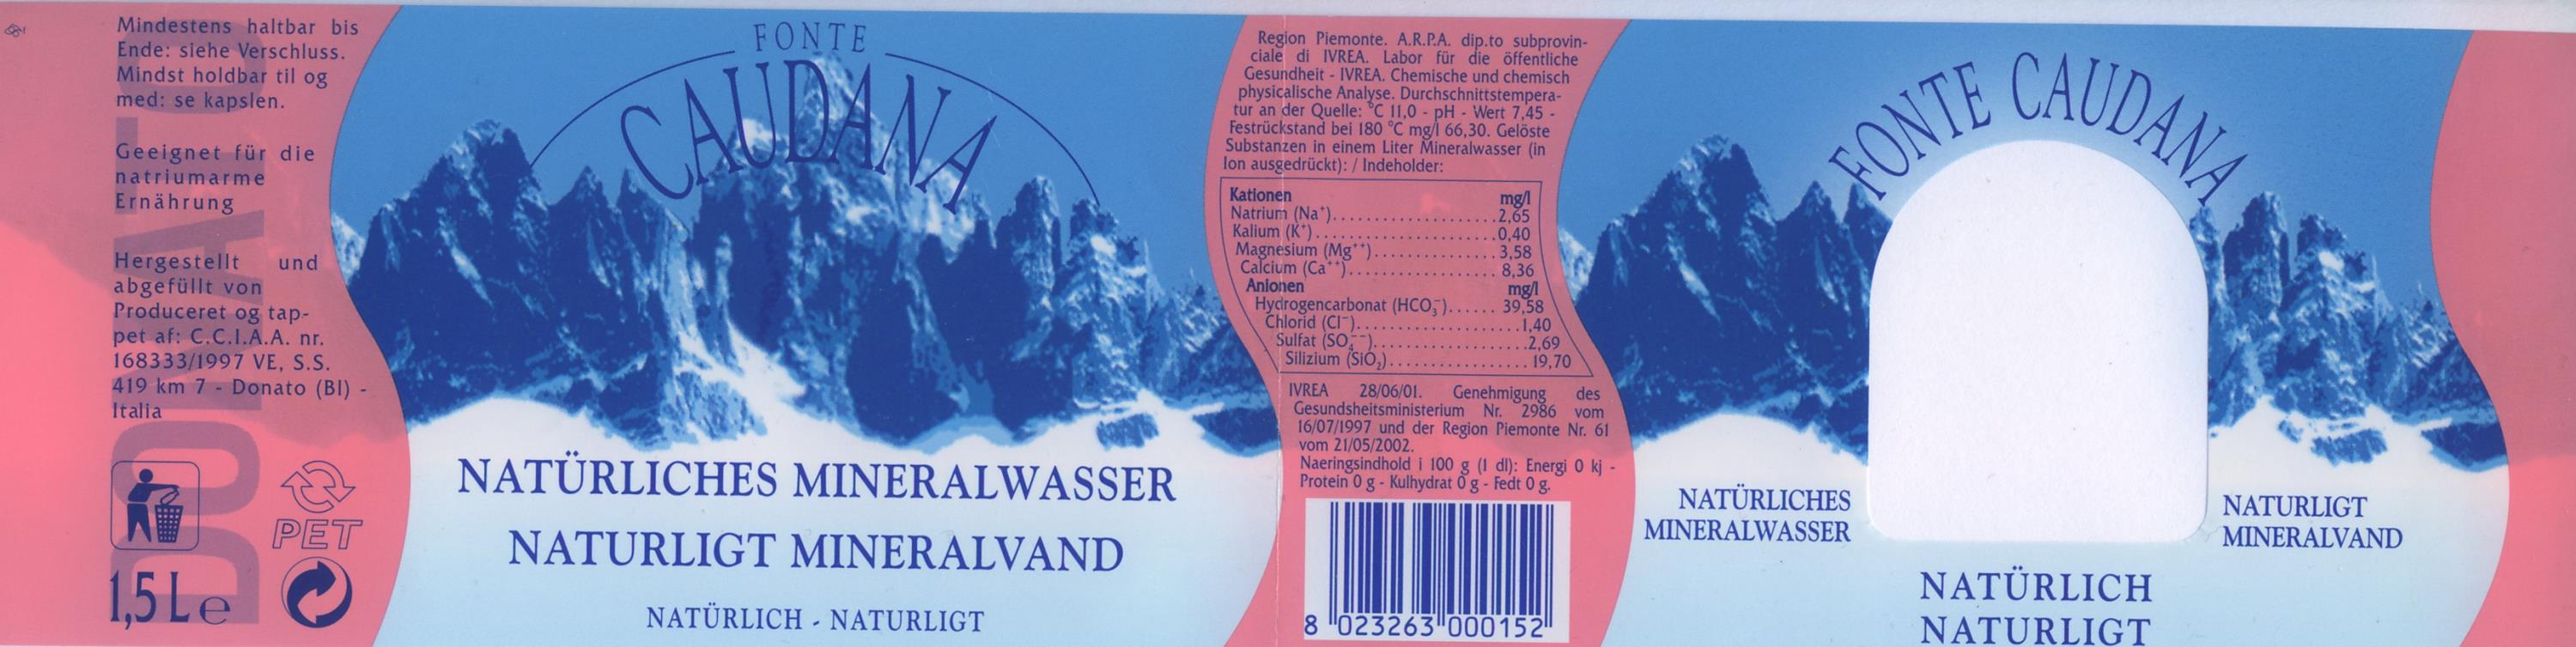 Mindestens haltbar bis
Ende: siehe Verschluss.
Mindst holdbar til og
med: se kapslen.
Geeignet für die
natriumarme
Ernährung
Hergestellt und
abgefüllt von
Produceret og tap-
pet af: C.C.I.A.A. nr.
168333/1997 VE, S.S.
419 km 7 - Donato (BI) -
Italia
DONATO
PET
1,5 L e
FONTE
CAUDANA
NATÜRLICHES MINERALWASSER
NATURLIGT MINERALVAND
NATÜRLICH - NATURLIGT
Region Piemonte. A.R.P.A. dip.to subprovin-
ciale di IVREA. Labor für die öffentliche
Gesundheit - IVREA. Chemische und chemisch
physicalische Analyse. Durchschnittstempera-
tur an der Quelle: °C 11,0 - pH - Wert 7,45 -
Festrückstand bei 180 °C mg/l 66,30. Gelöste
Substanzen in einem Liter Mineralwasser (in
Ion ausgedrückt): / Indeholder:
Kationen mg/l
Natrium (Na⁺)....................2,65
Kalium (K⁺)......................0,40
Magnesium (Mg⁺⁺)...............3,58
Calcium (Ca⁺⁺)..................8,36
Anionen mg/l
Hydrogencarbonat (HCO₃⁻)...... 39,58
Chlorid (Cl⁻)....................1,40
Sulfat (SO₄⁻⁻)...................2,69
Silizium (SiO₂)..................19,70
IVREA 28/06/01. Genehmigung des
Gesundsheitsministerium Nr. 2986 vom
16/07/1997 und der Region Piemonte Nr. 61
vom 21/05/2002.
Naeringsindhold i 100 g (1 dl): Energi 0 kj -
Protein 0 g - Kulhydrat 0 g - Fedt 0 g.
8 023263 000152
FONTE CAUDANA
NATÜRLICHES
MINERALWASSER
NATURLIGT
MINERALVAND
NATÜRLICH
NATURLIGT